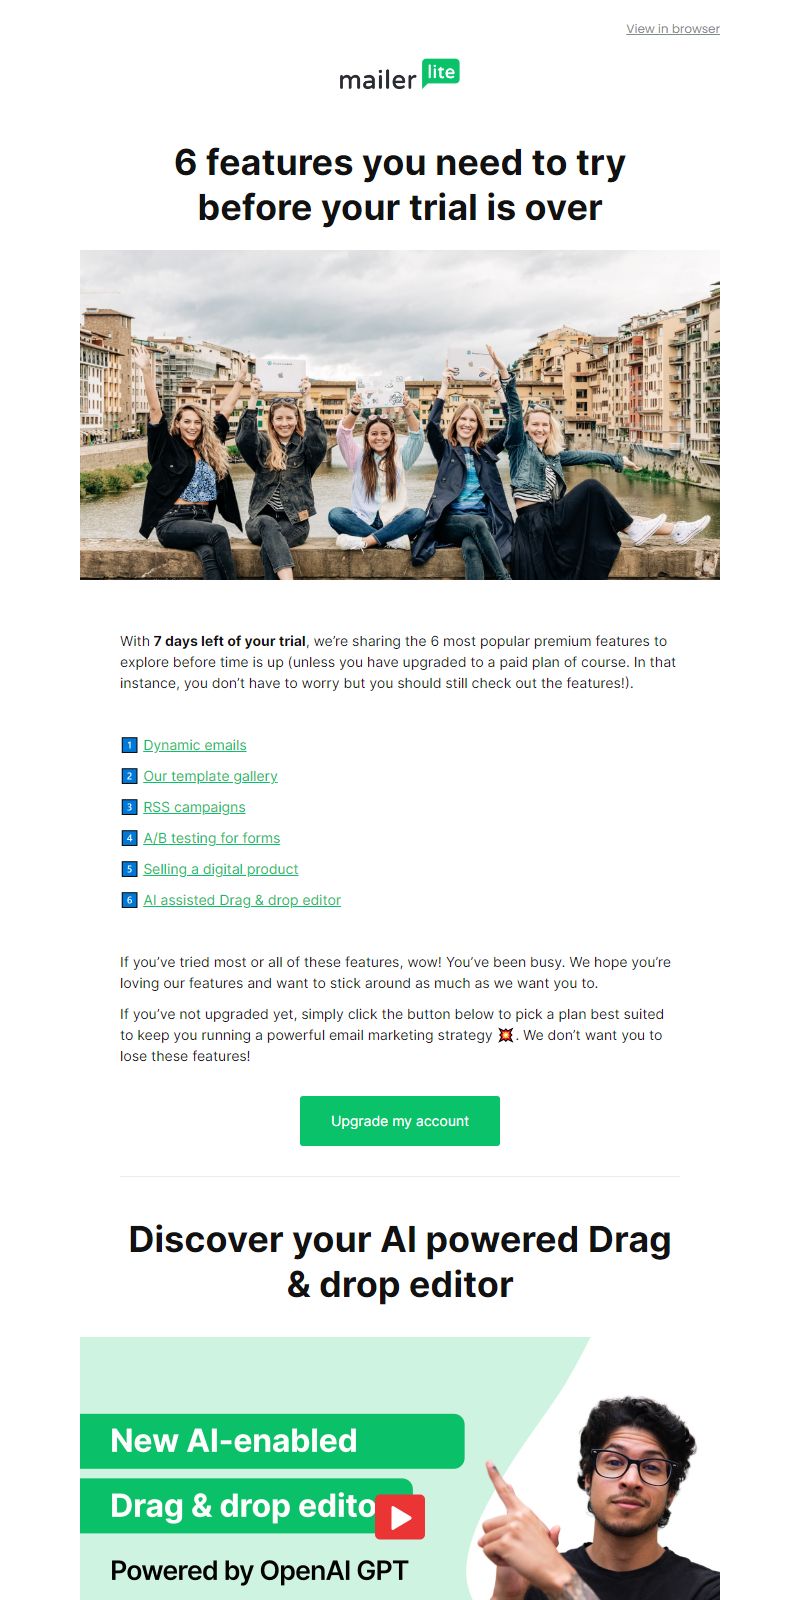 View in browser
mailer lite
6 features you need to try
before your trial is over
With 7 days left of your trial, we’re sharing the 6 most popular premium features to
explore before time is up (unless you have upgraded to a paid plan of course. In that
instance, you don’t have to worry but you should still check out the features!).
1 Dynamic emails
2 Our template gallery
3 RSS campaigns
4 A/B testing for forms
5 Selling a digital product
6 AI assisted Drag & drop editor
If you’ve tried most or all of these features, wow! You’ve been busy. We hope you’re
loving our features and want to stick around as much as we want you to.
If you’ve not upgraded yet, simply click the button below to pick a plan best suited
to keep you running a powerful email marketing strategy 💥. We don’t want you to
lose these features!
Upgrade my account
Discover your AI powered Drag
& drop editor
New AI-enabled
Drag & drop edito
Powered by OpenAI GPT